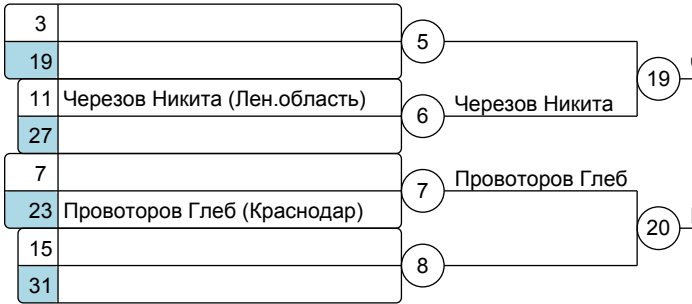 3
5
19
19
11 Черезов Никита (Лен.область)
6 Черезов Никита
27
7
7 Провоторов Глеб
23 Провоторов Глеб (Краснодар)
20
15
8
31